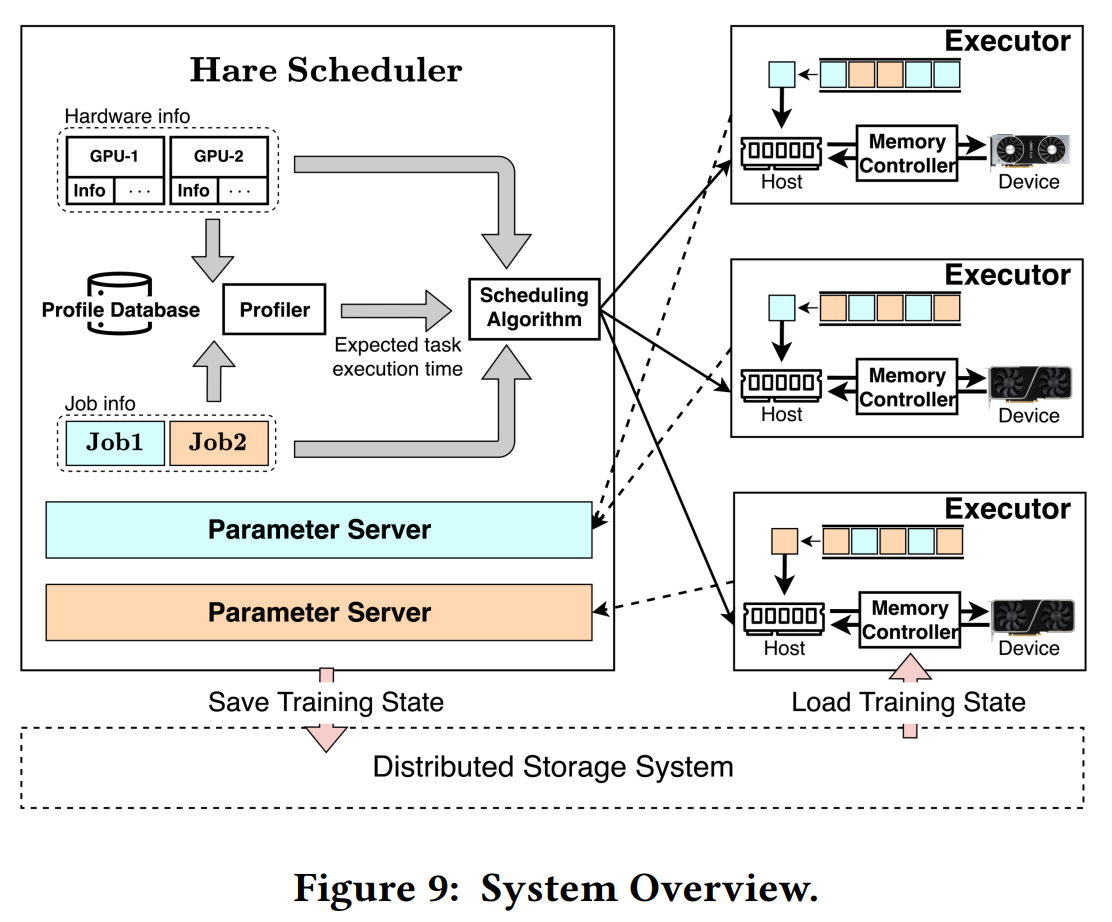 Hare Scheduler
Hardware info
GPU-1
GPU-2
Info
...
Info
...
Profile Database
Profiler
Expected task
execution time
Scheduling
Algorithm
Job info
Job1
Job2
Parameter Server
Parameter Server
Executor
Host
Memory
Controller
Device
Executor
Host
Memory
Controller
Device
Executor
Host
Memory
Controller
Device
Save Training State
Load Training State
Distributed Storage System
Figure 9: System Overview.